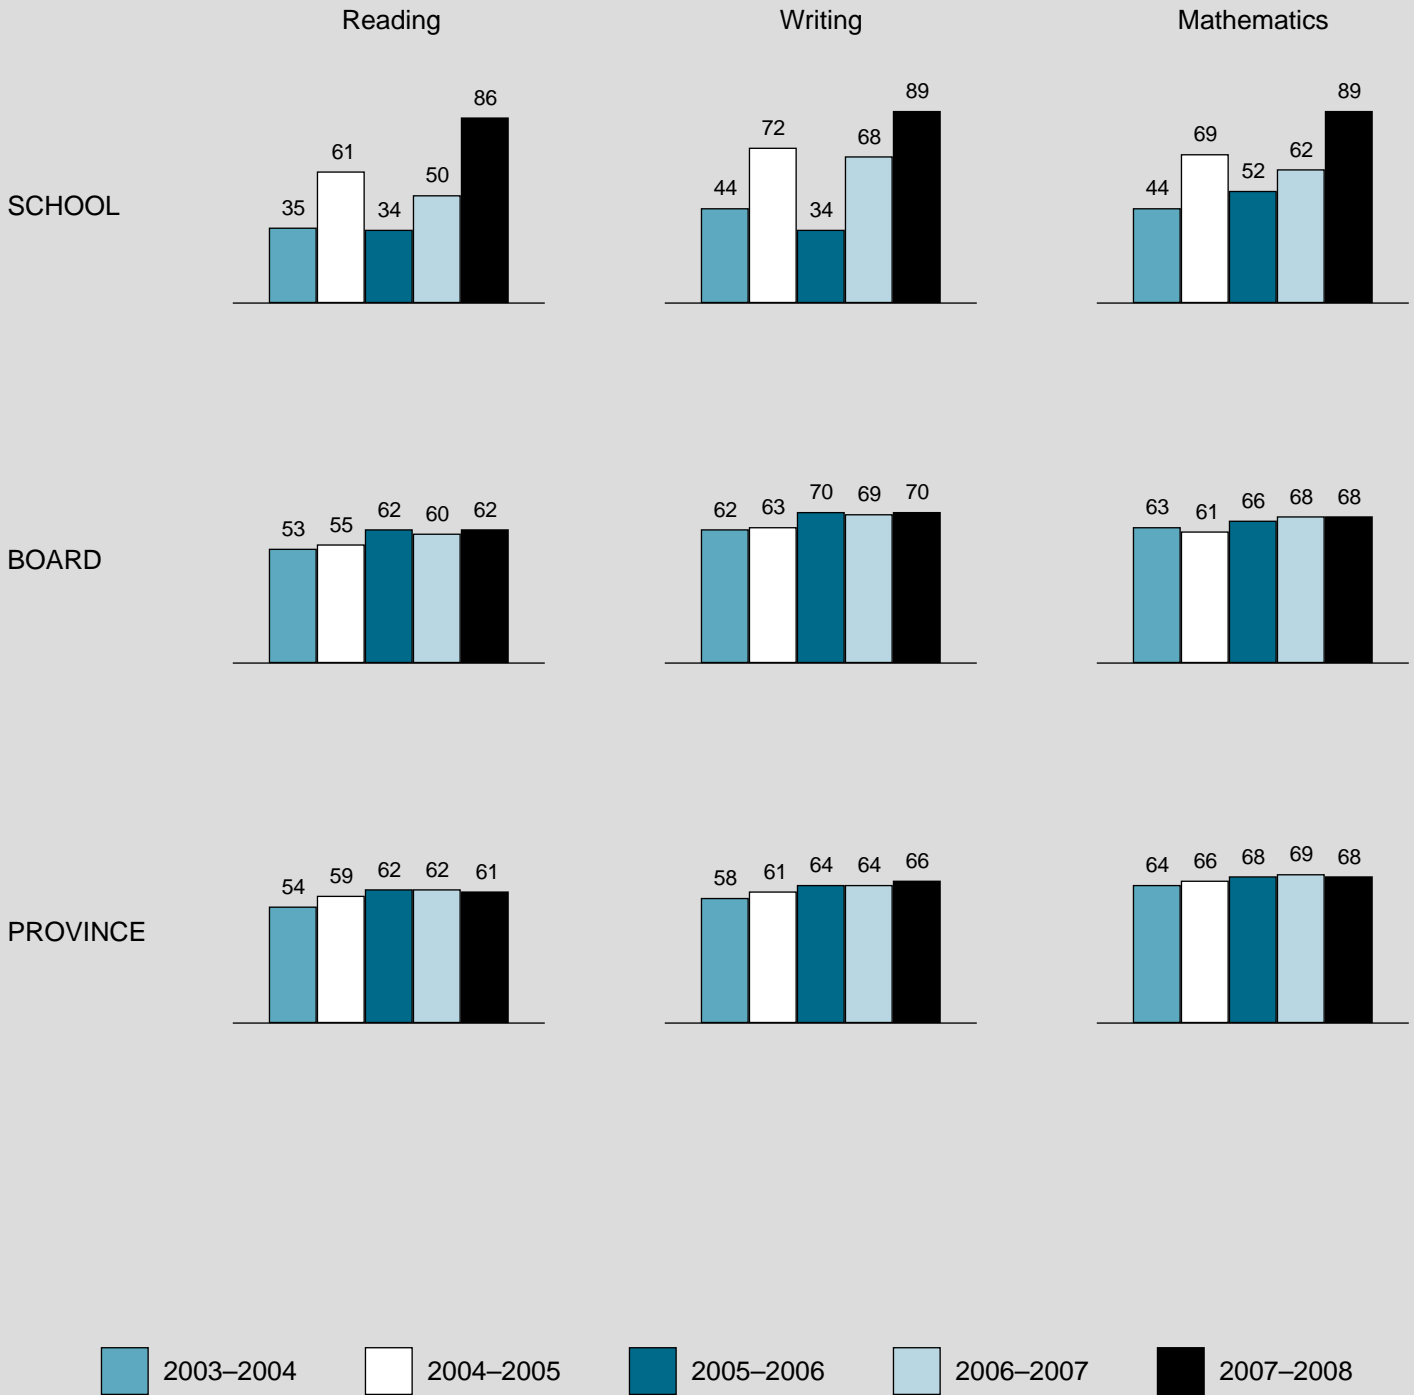 Reading Writing Mathematics
SCHOOL
35 61 34 50 86
44 72 34 68 89
44 69 52 62 89
BOARD
53 55 62 60 62
62 63 70 69 70
63 61 66 68 68
PROVINCE
54 59 62 62 61
58 61 64 64 66
64 66 68 69 68
2003–2004 2004–2005 2005–2006 2006–2007 2007–2008